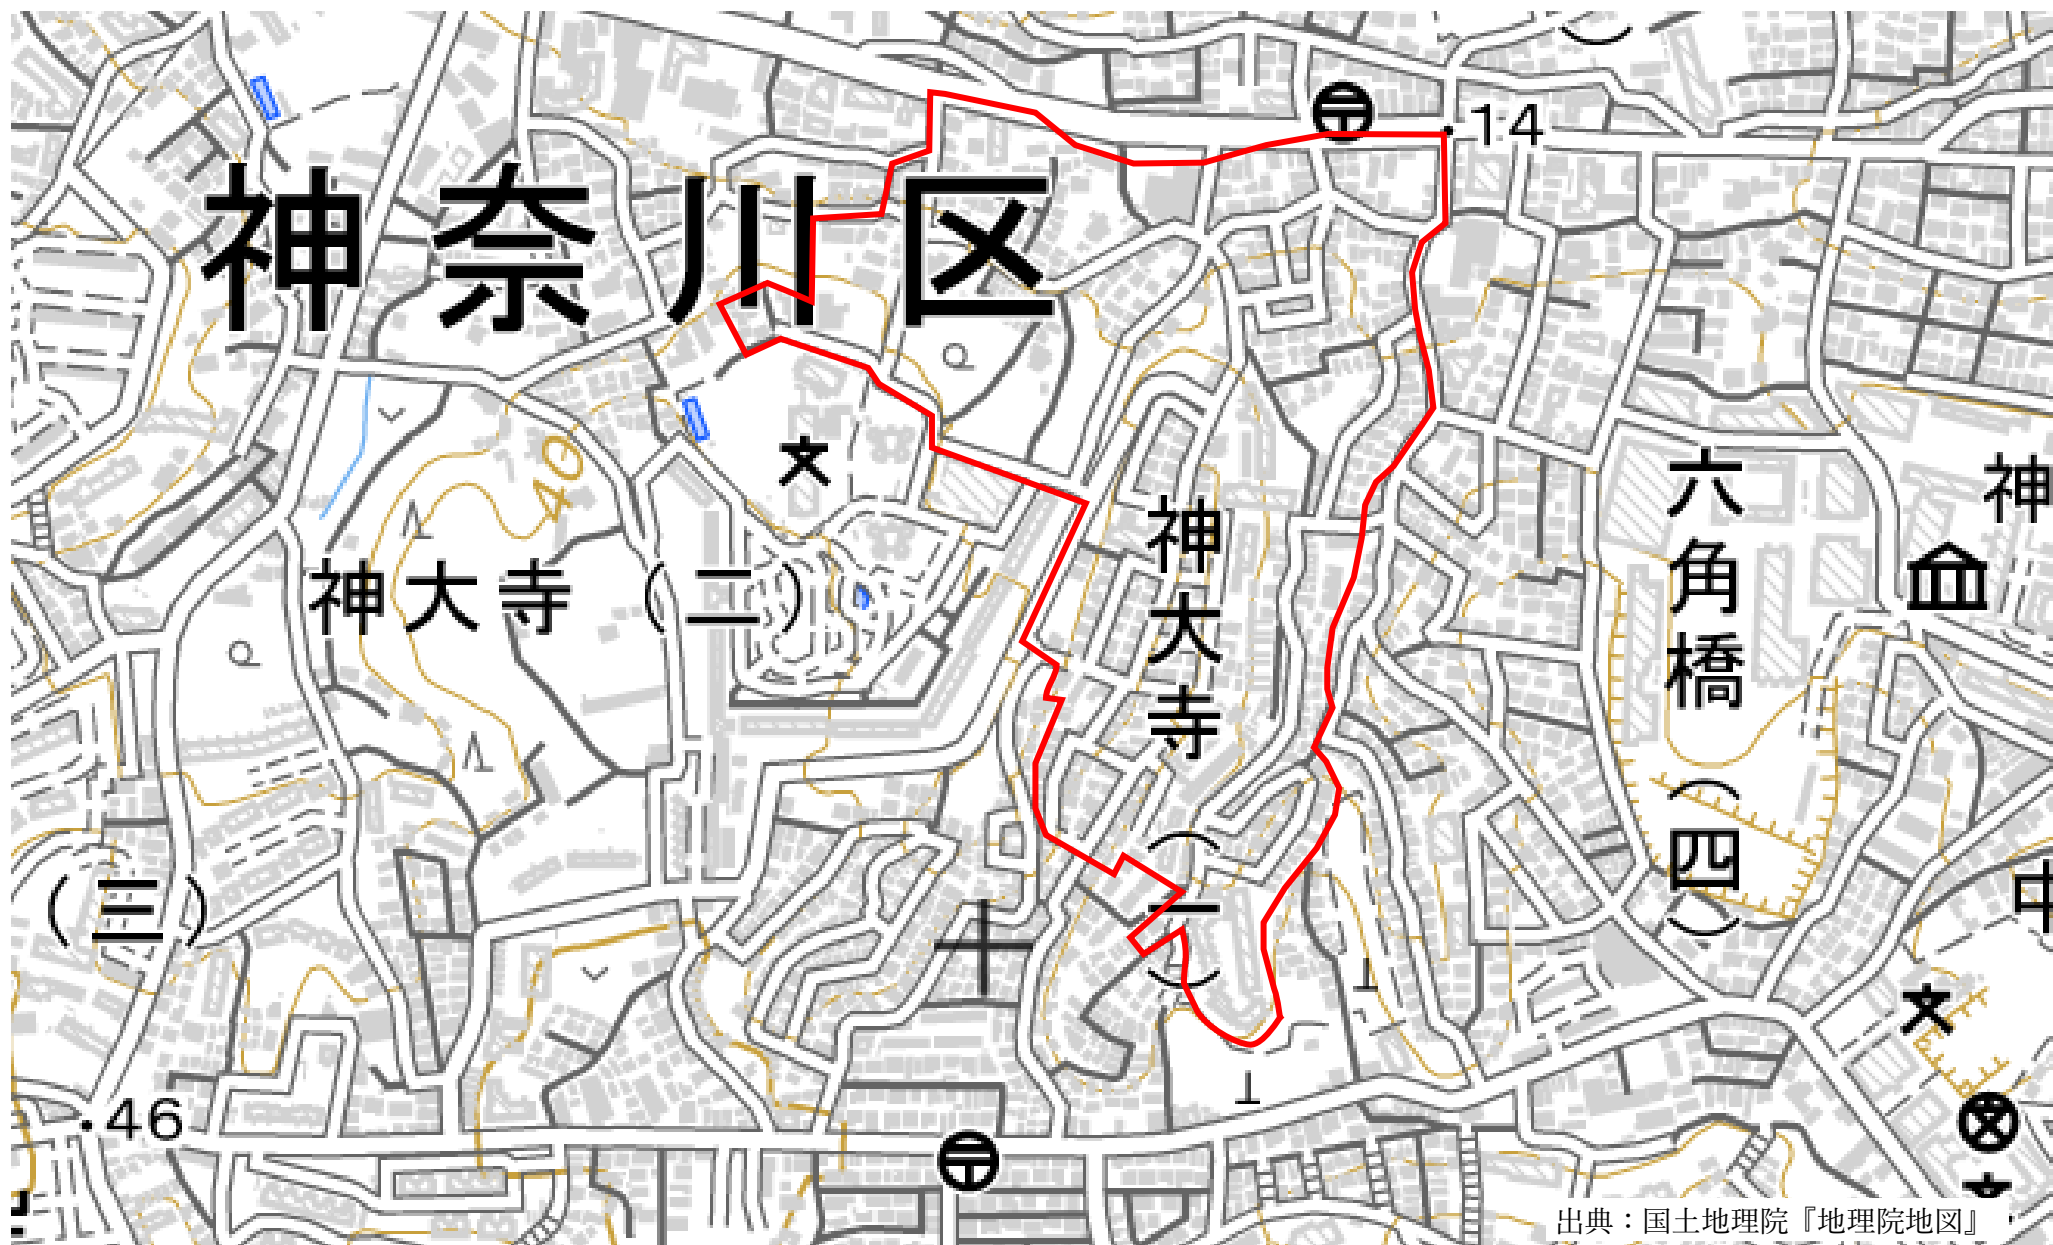 14
神奈川区
40
神大寺(二)
神大寺(一)
六角橋(四)
神
中
(三)
46
出典：国土地理院『地理院地図』